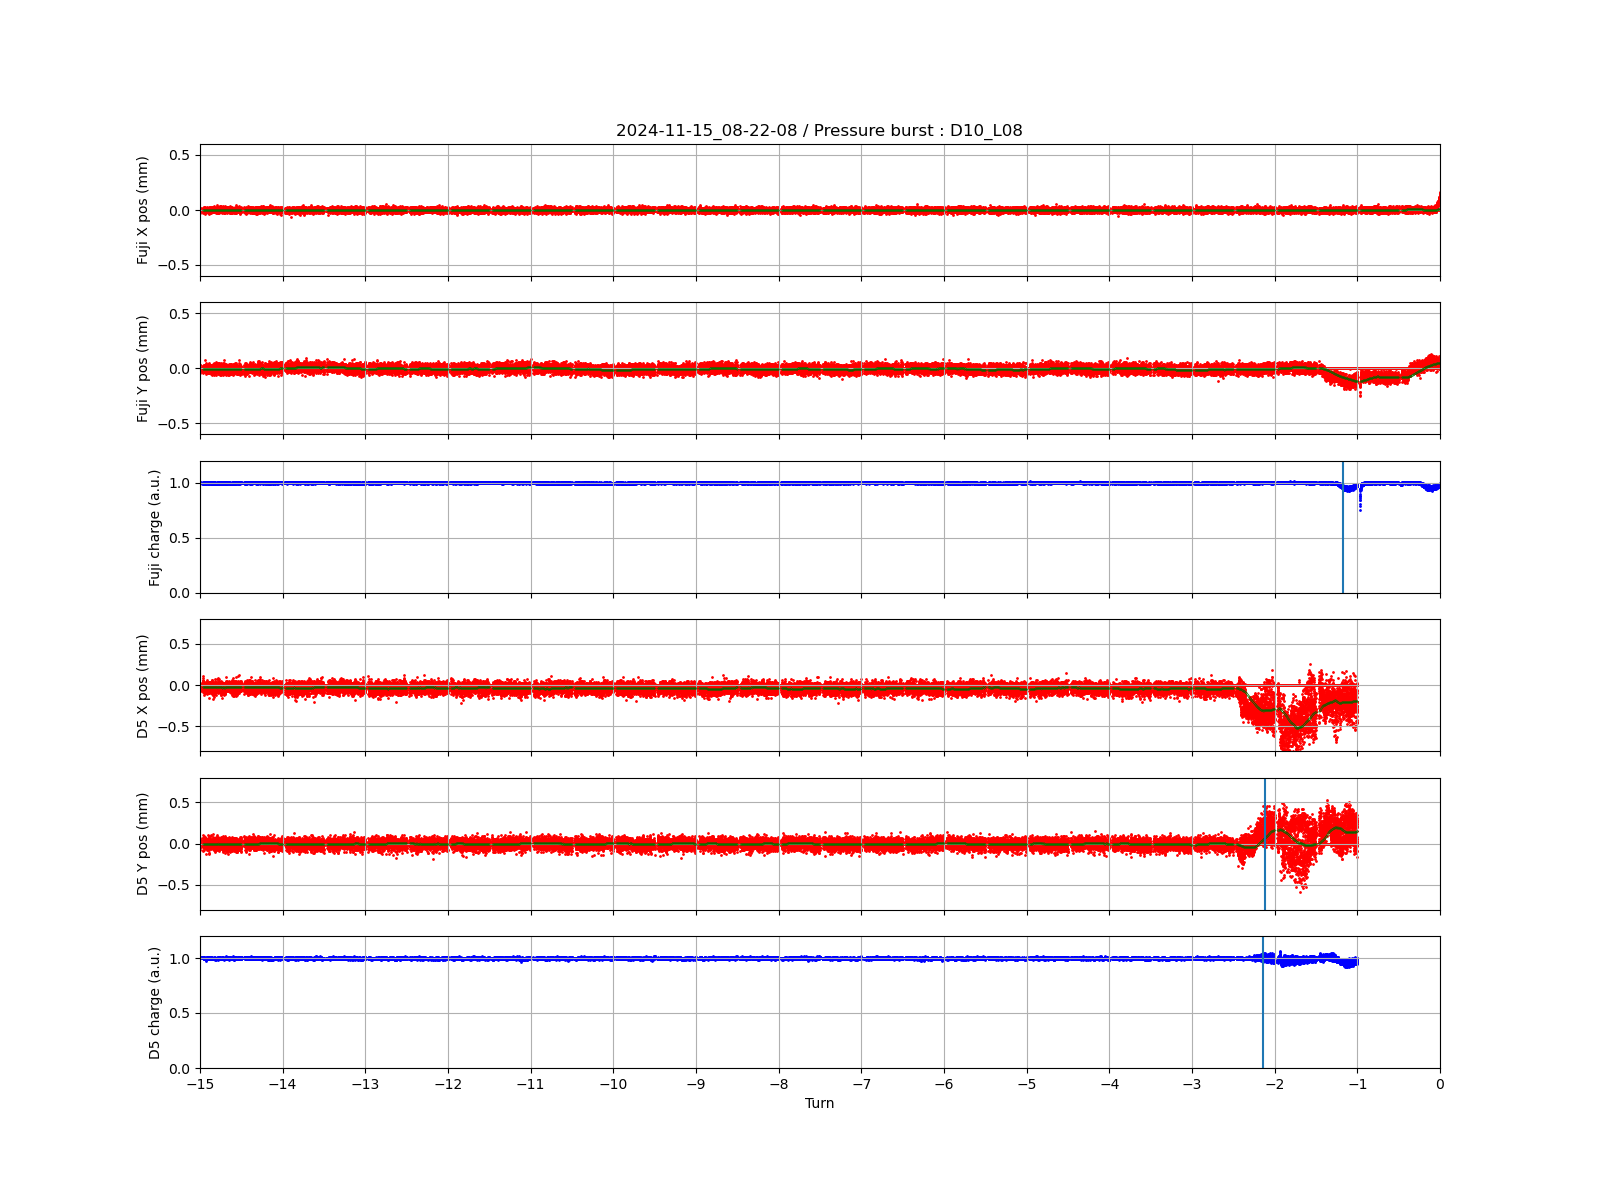 2024-11-15_08-22-08 / Pressure burst : D10_L08
Fuji X pos (mm)
0.5
0.0
−0.5
Fuji Y pos (mm)
0.5
0.0
−0.5
Fuji charge (a.u.)
1.0
0.5
0.0
D5 X pos (mm)
0.5
0.0
−0.5
D5 Y pos (mm)
0.5
0.0
−0.5
D5 charge (a.u.)
1.0
0.5
0.0
−15 −14 −13 −12 −11 −10 −9 −8 −7 −6 −5 −4 −3 −2 −1 0
Turn